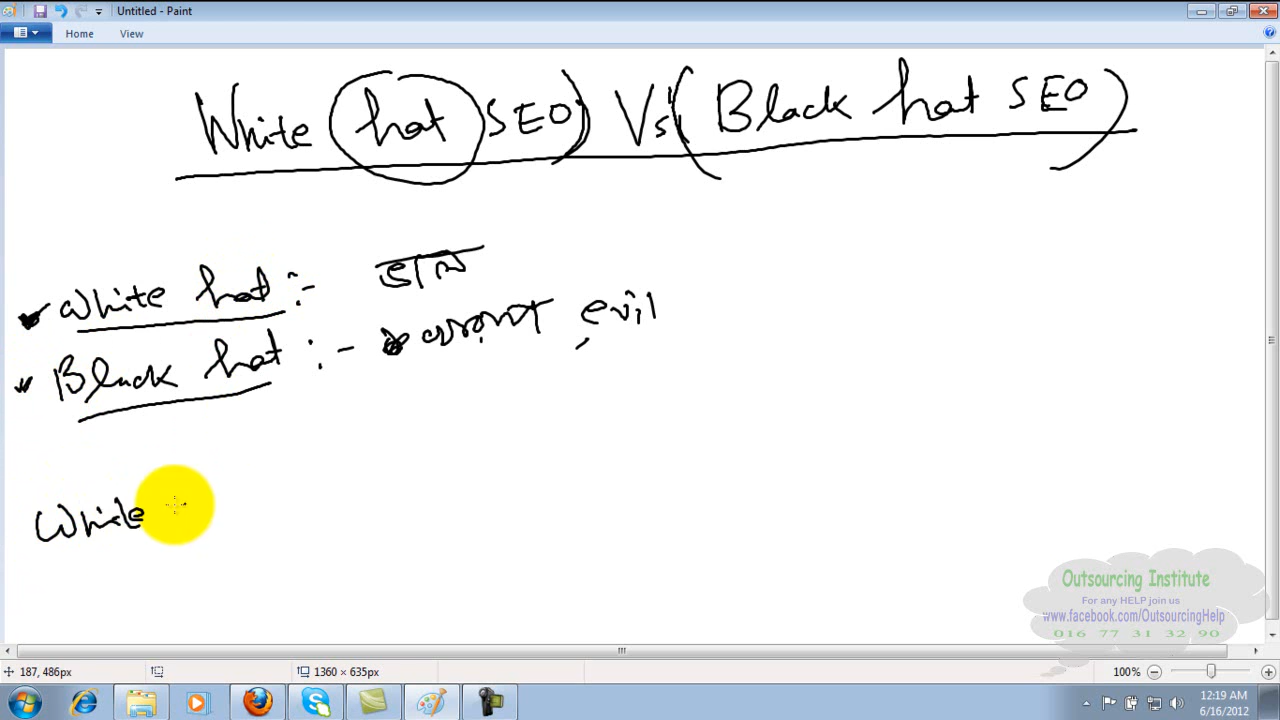 Untitled - Paint
Home View
White hat SEO) Vs (Black hat SEO)
White hat :-
Black hat :- evil
White
Outsourcing Institute
For any HELP join us
www.facebook.com/OutsourcingHelp
016 77 31 32 90
187, 486px 1360 × 635px 100%
12:19 AM
6/16/2012